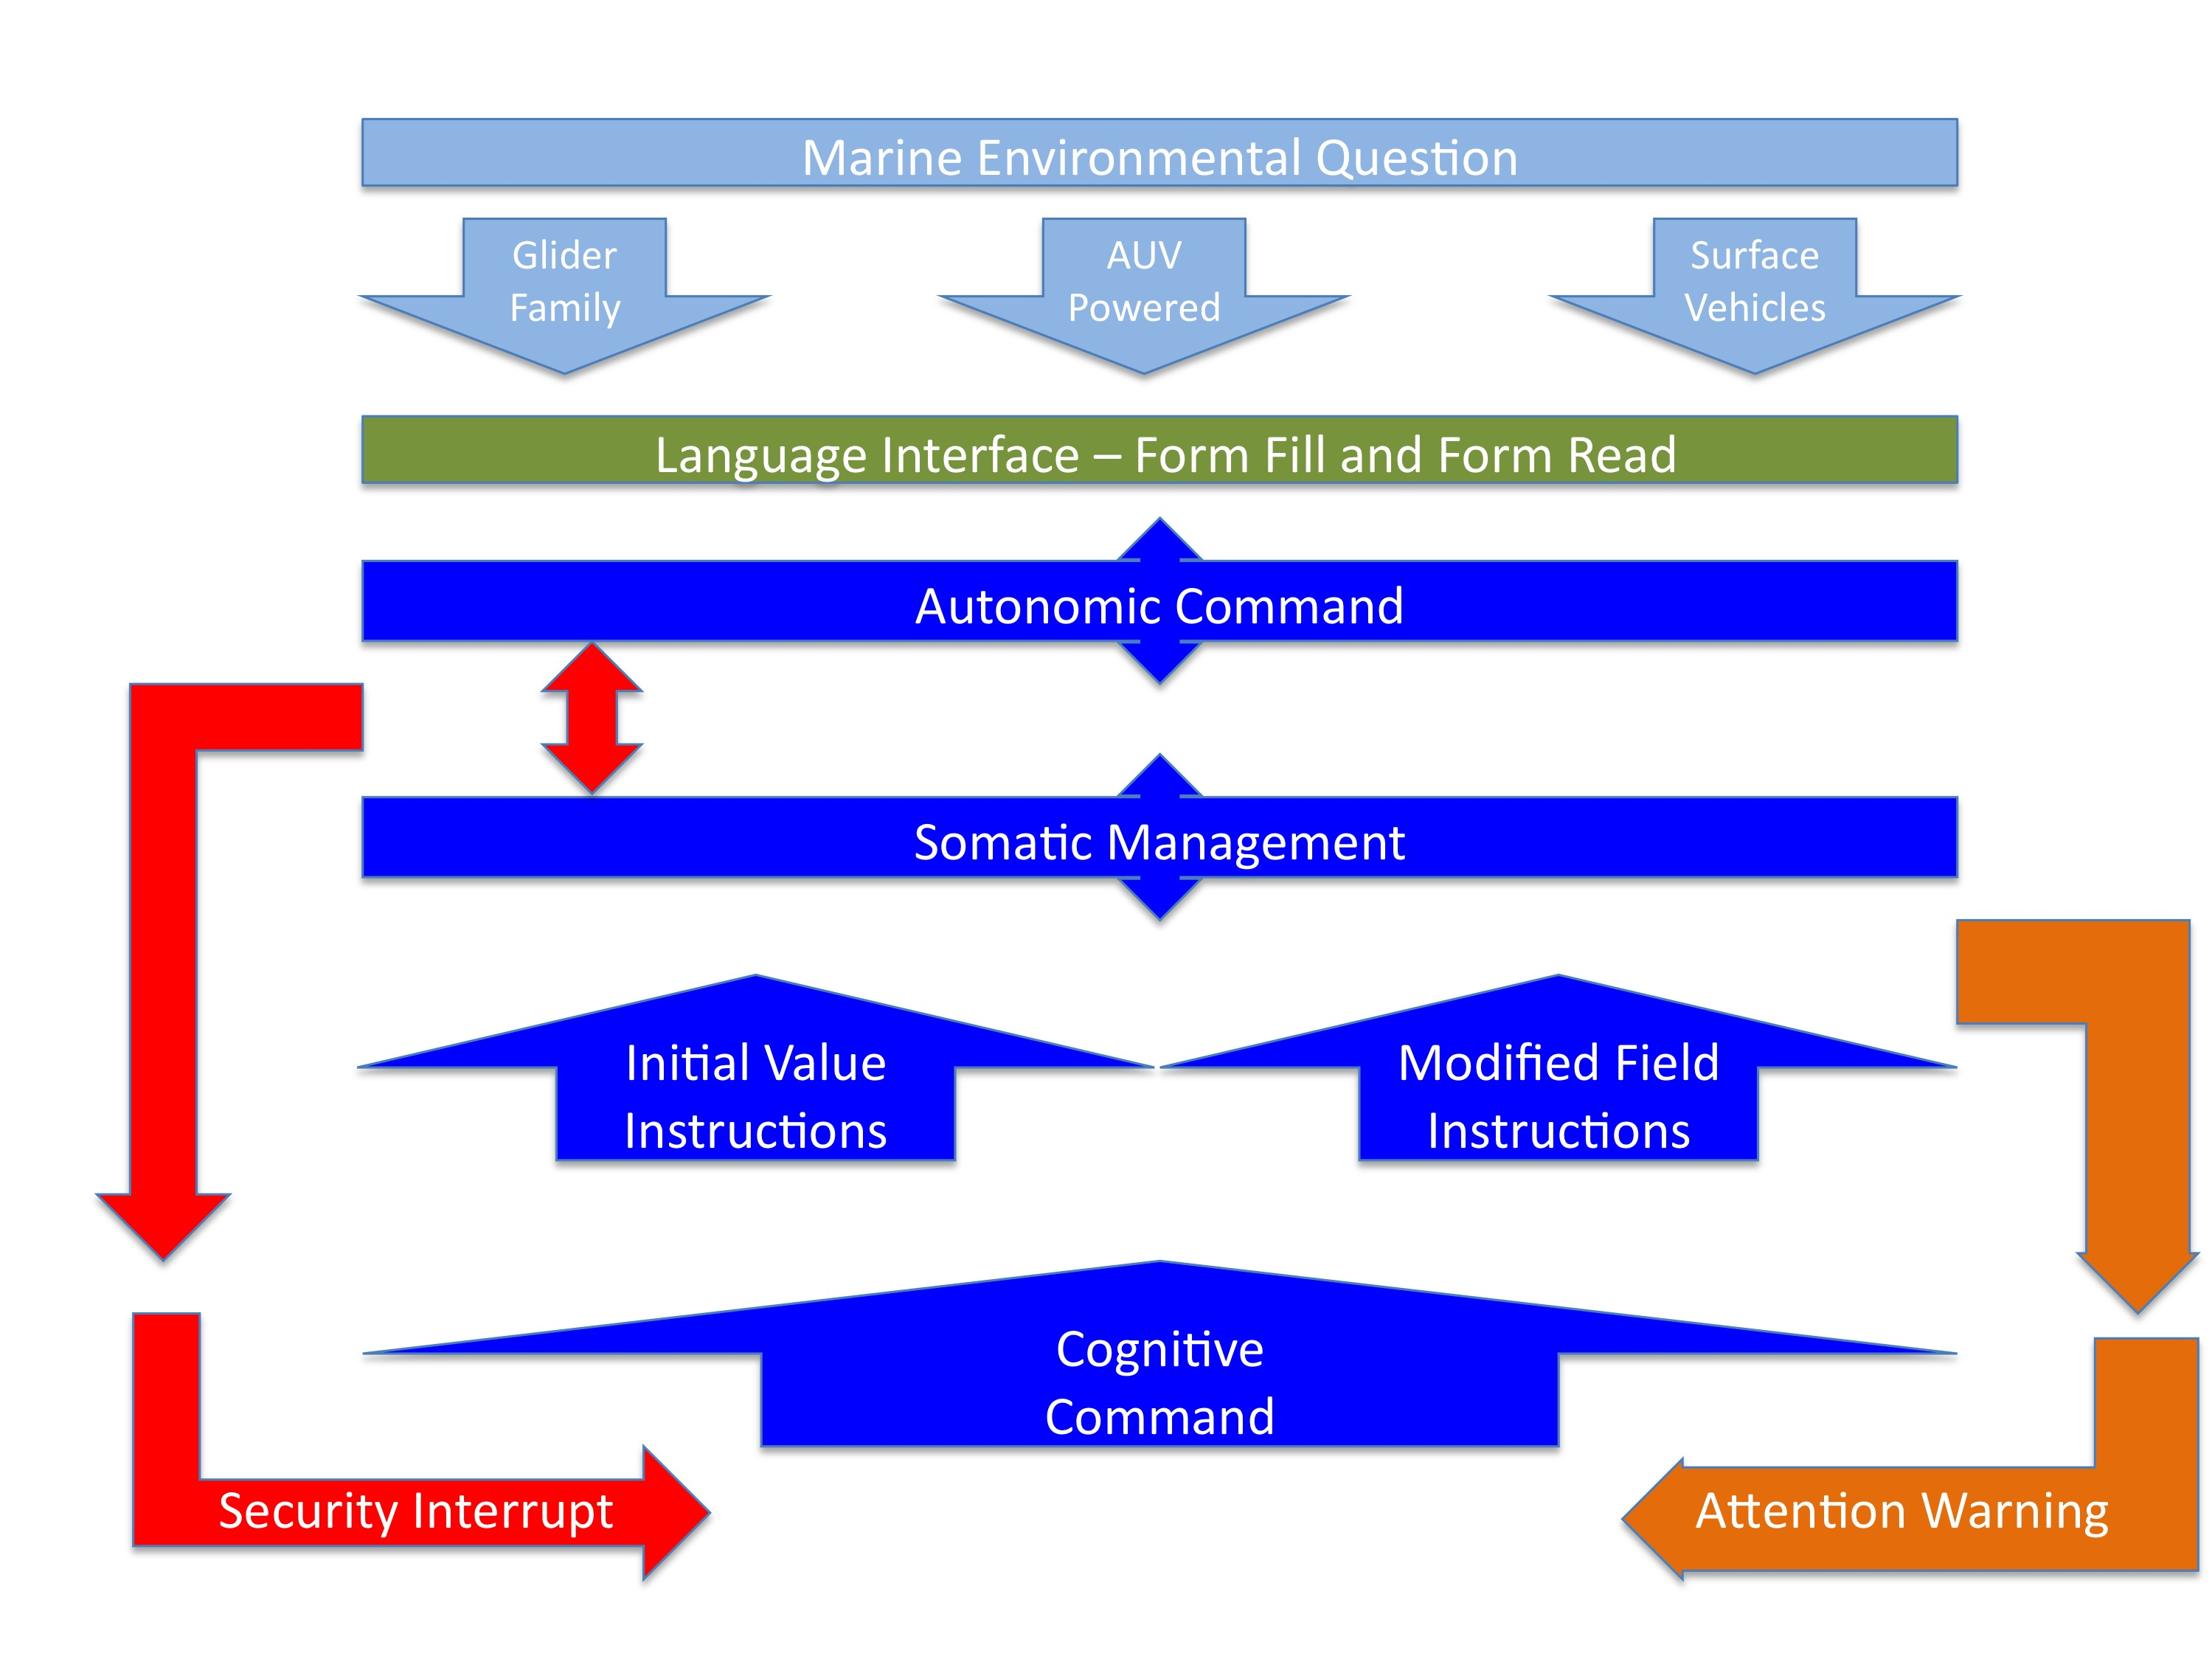 Marine Environmental Question
Glider
Family
AUV
Powered
Surface
Vehicles
Language Interface – Form Fill and Form Read
Autonomic Command
Somatic Management
Initial Value
Instructions
Modified Field
Instructions
Cognitive
Command
Security Interrupt
Attention Warning